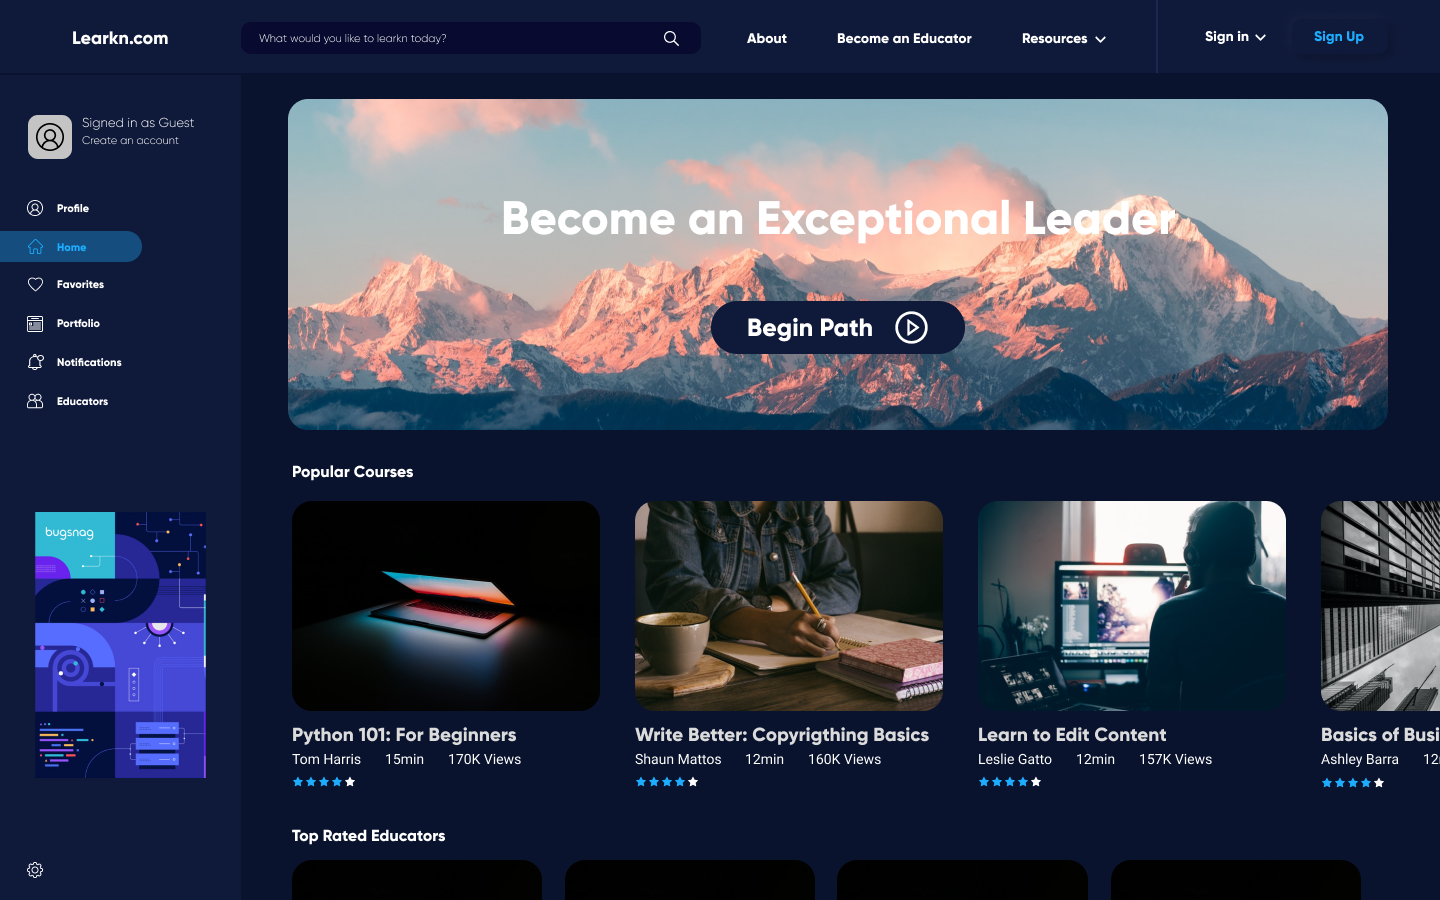 Learkn.com
What would you like to learkn today?
About
Become an Educator
Resources
Sign in
Sign Up
Signed in as Guest
Create an account
Profile
Home
Favorites
Portfolio
Notifications
Educators
bugsnag
Become an Exceptional Leader
Begin Path
Popular Courses
Python 101: For Beginners
Tom Harris 15min 170K Views
Write Better: Copyrigthing Basics
Shaun Mattos 12min 160K Views
Learn to Edit Content
Leslie Gatto 12min 157K Views
Basics of Busi
Ashley Barra 12
Top Rated Educators